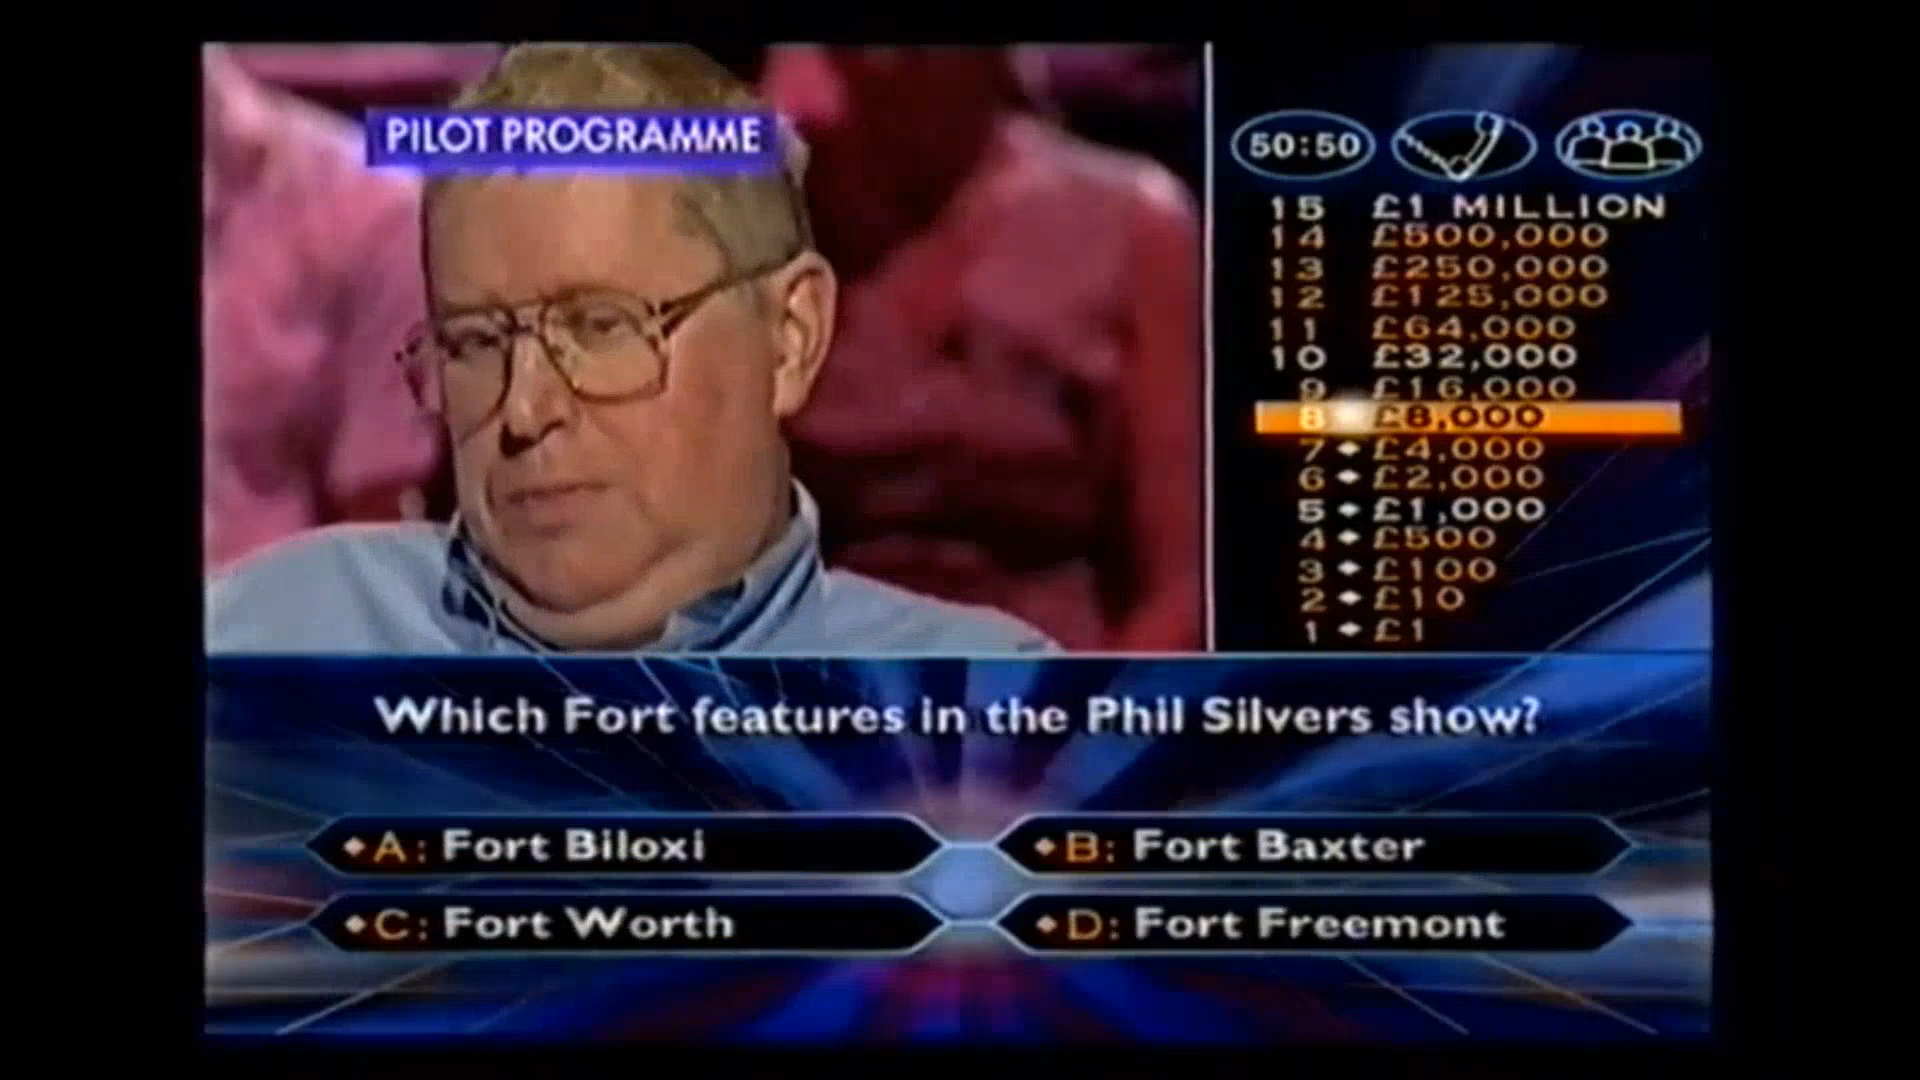 PILOT PROGRAMME
50:50
15 £1 MILLION
14 £500,000
13 £250,000
12 £125,000
11 £64,000
10 £32,000
9 £16,000
8 ◆ £8,000
7 ◆ £4,000
6 ◆ £2,000
5 ◆ £1,000
4 ◆ £500
3 ◆ £100
2 ◆ £10
1 ◆ £1
Which Fort features in the Phil Silvers show?
◆ A: Fort Biloxi
◆ B: Fort Baxter
◆ C: Fort Worth
◆ D: Fort Freemont